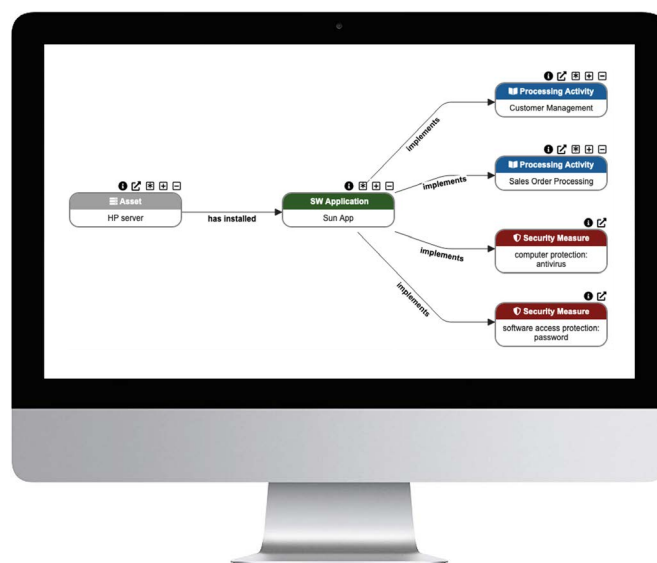 Processing Activity
Customer Management
implements
Processing Activity
Sales Order Processing
implements
Asset
HP server
has installed
SW Application
Sun App
Security Measure
computer protection:
antivirus
implements
Security Measure
software access protection:
password
implements